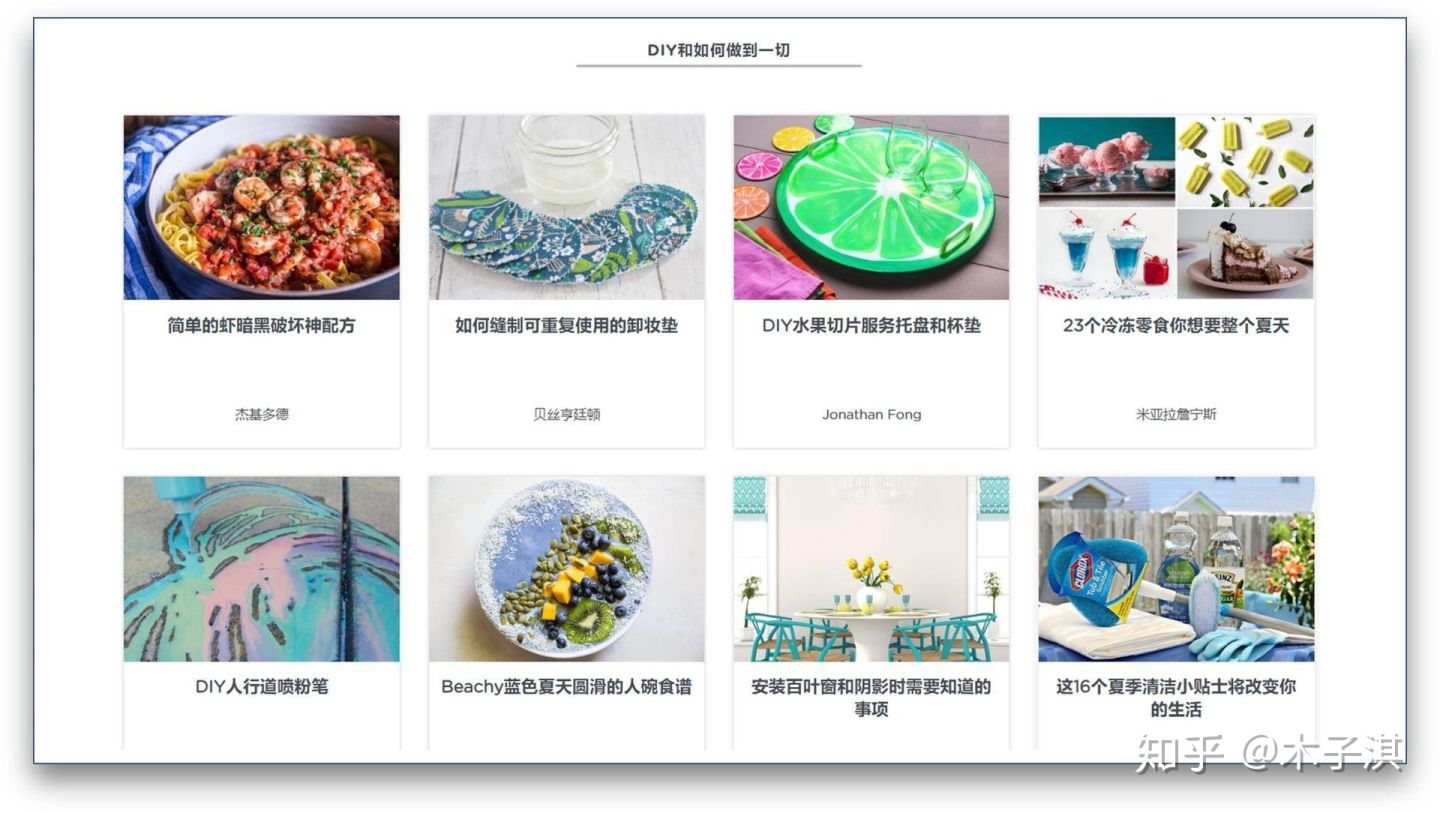 DIY和如何做到一切
简单的虾暗黑破坏神配方
如何缝制可重复使用的卸妆垫
DIY水果切片服务托盘和杯垫
23个冷冻零食你想要整个夏天
杰基多德
贝丝亨廷顿
Jonathan Fong
米亚拉詹宁斯
CLOROX
Tub & Tile
Scrubber
DIY人行道喷粉笔
Beachy蓝色夏天圆滑的人碗食谱
安装百叶窗和阴影时需要知道的
事项
这16个夏季清洁小贴士将改变你
的生活
知乎 @木子淇